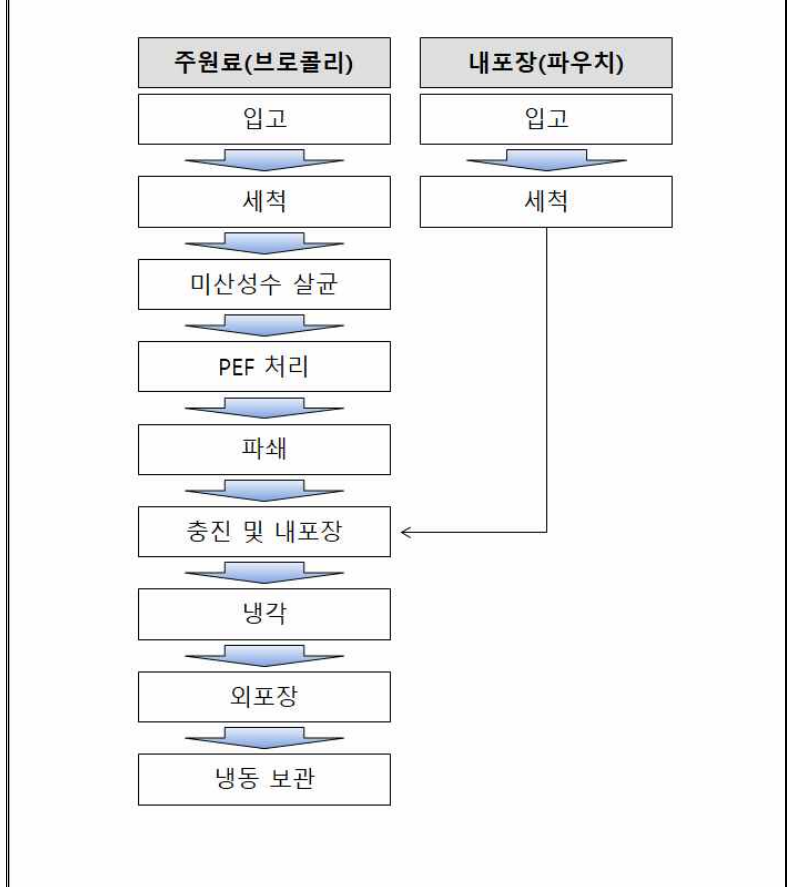 주원료(브로콜리)
내포장(파우치)
입고
입고
세척
세척
미산성수 살균
PEF 처리
파쇄
충진 및 내포장
냉각
외포장
냉동 보관